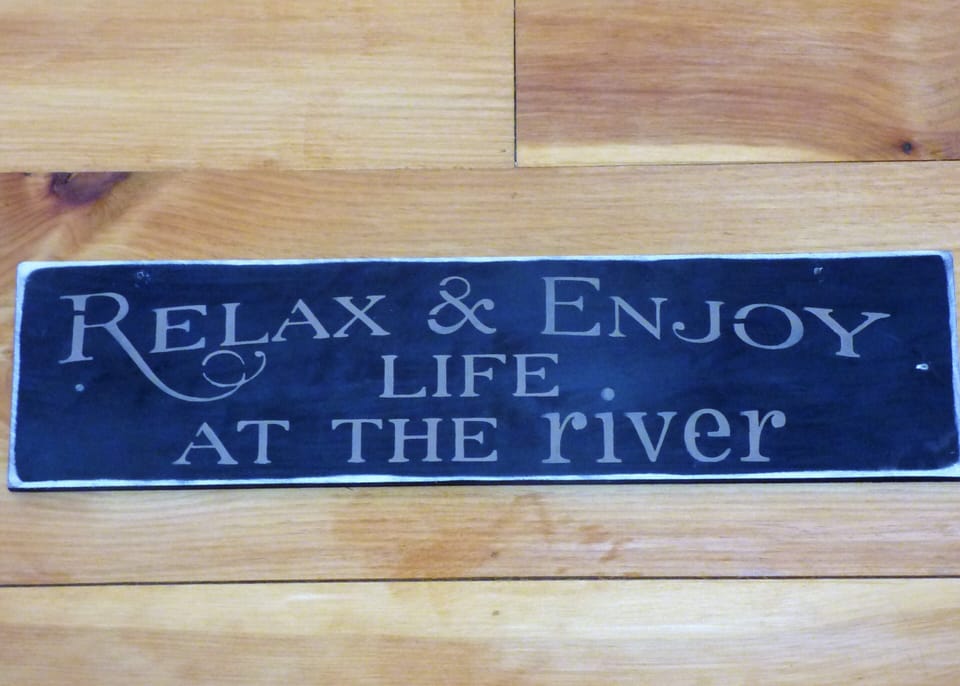 RELAX & ENJOY
LIFE
AT THE river